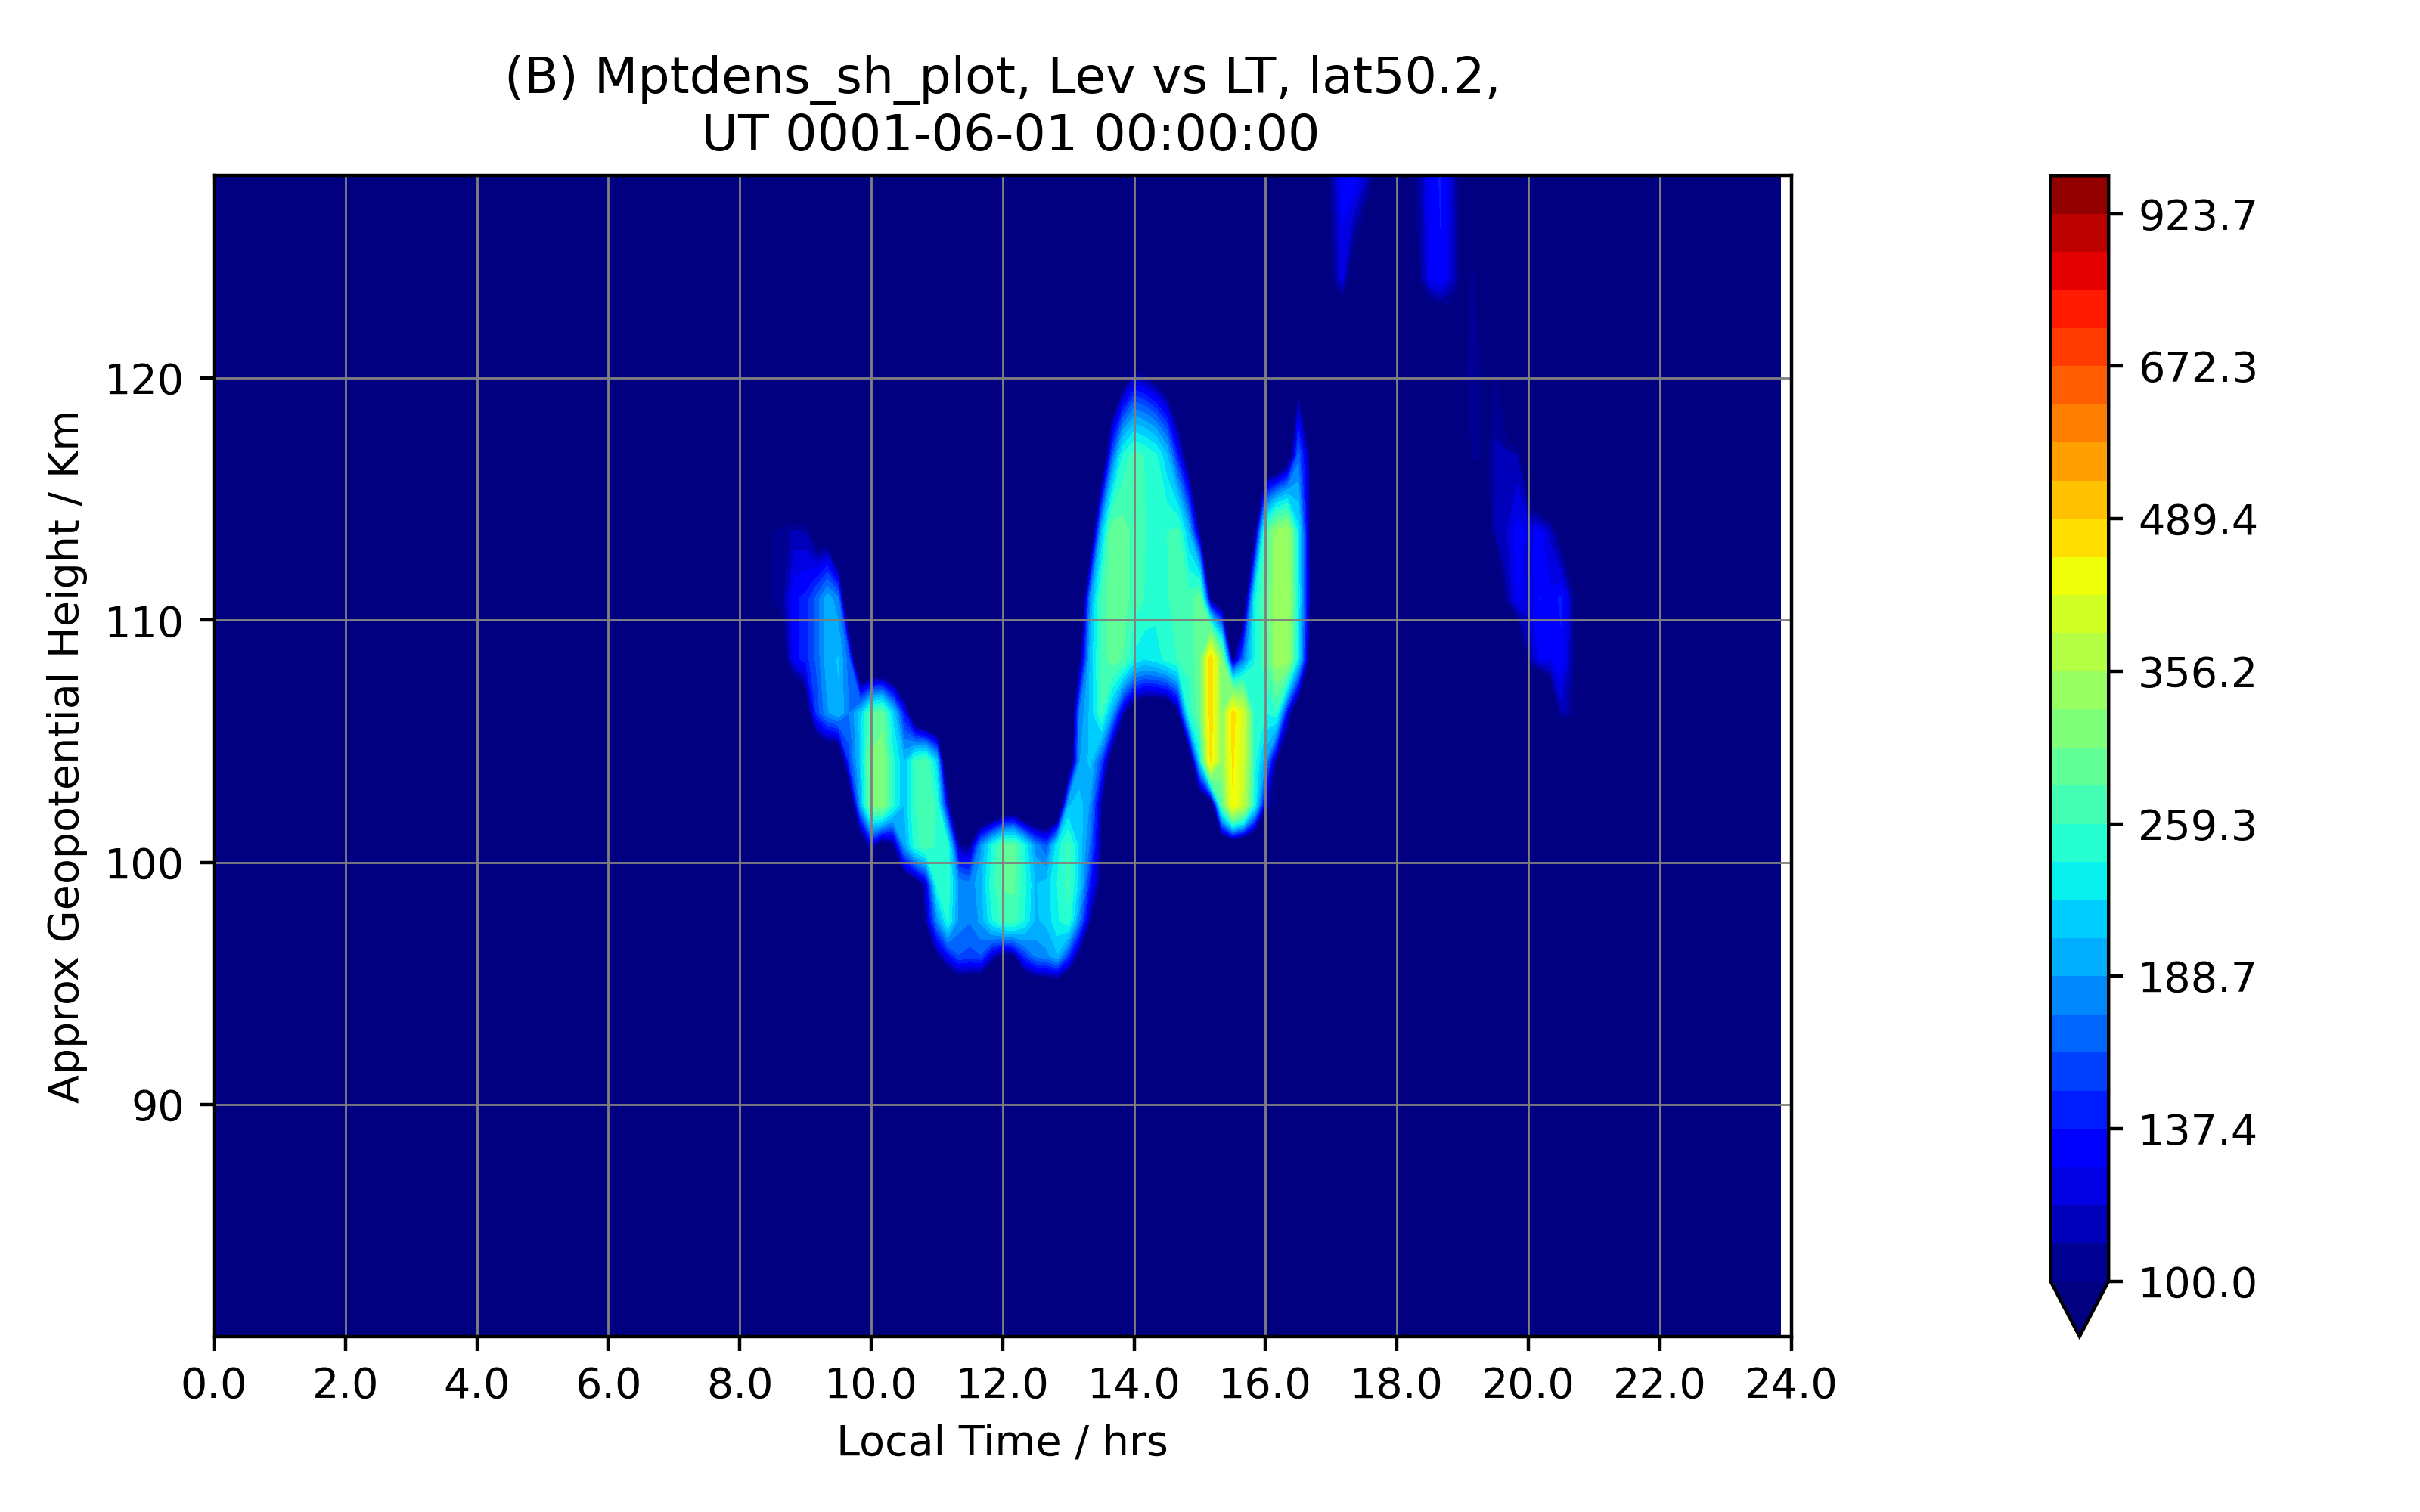 (B) Mptdens_sh_plot, Lev vs LT, lat50.2,
UT 0001-06-01 00:00:00
Approx Geopotential Height / Km
120
110
100
90
0.0 2.0 4.0 6.0 8.0 10.0 12.0 14.0 16.0 18.0 20.0 22.0 24.0
Local Time / hrs
923.7
672.3
489.4
356.2
259.3
188.7
137.4
100.0